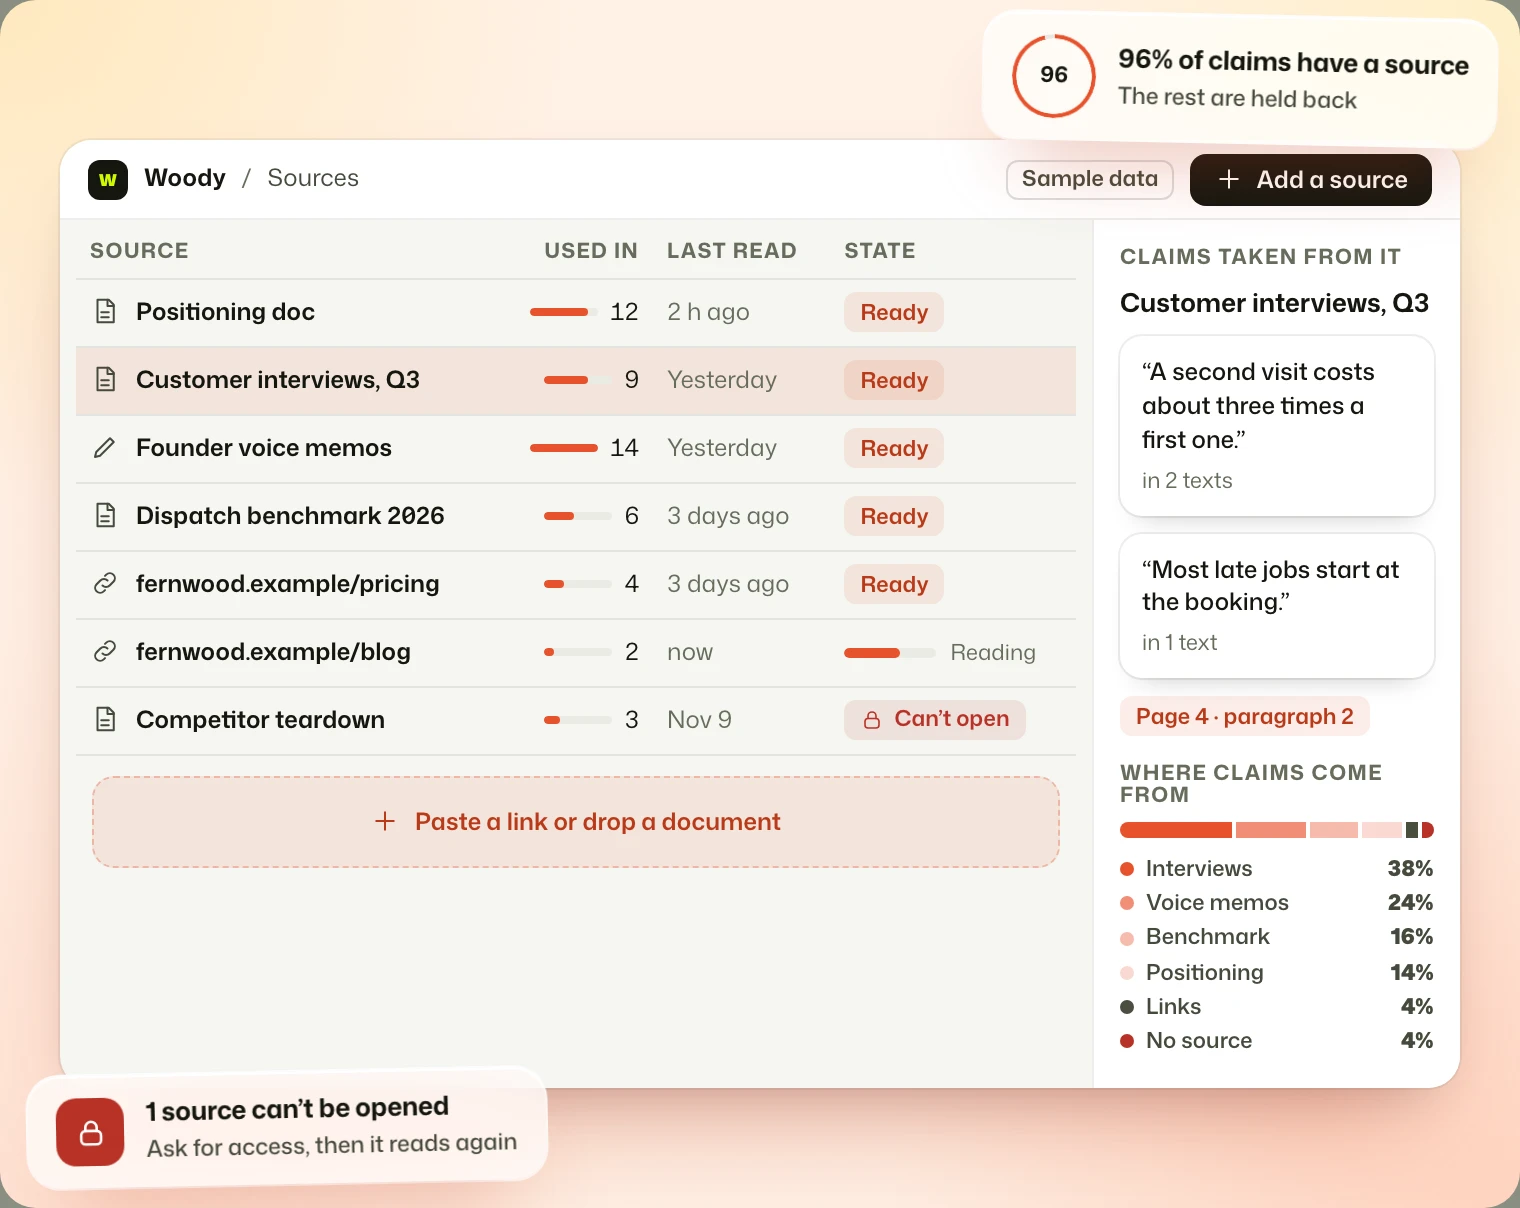 96
96% of claims have a source
The rest are held back
w
Woody / Sources
Sample data
+ Add a source
SOURCE
USED IN
LAST READ
STATE
Positioning doc
12
2 h ago
Ready
Customer interviews, Q3
9
Yesterday
Ready
Founder voice memos
14
Yesterday
Ready
Dispatch benchmark 2026
6
3 days ago
Ready
fernwood.example/pricing
4
3 days ago
Ready
fernwood.example/blog
2
now
Reading
Competitor teardown
3
Nov 9
Can’t open
+ Paste a link or drop a document
CLAIMS TAKEN FROM IT
Customer interviews, Q3
“A second visit costs
about three times a
first one.”
in 2 texts
“Most late jobs start at
the booking.”
in 1 text
Page 4 · paragraph 2
WHERE CLAIMS COME
FROM
Interviews 38%
Voice memos 24%
Benchmark 16%
Positioning 14%
Links 4%
No source 4%
1 source can’t be opened
Ask for access, then it reads again